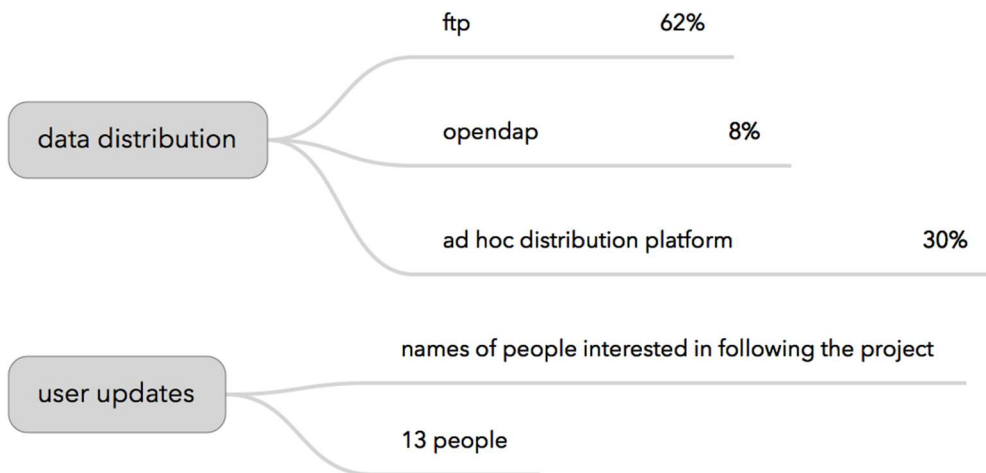 ftp 62%
data distribution
opendap 8%
ad hoc distribution platform 30%
names of people interested in following the project
user updates
13 people